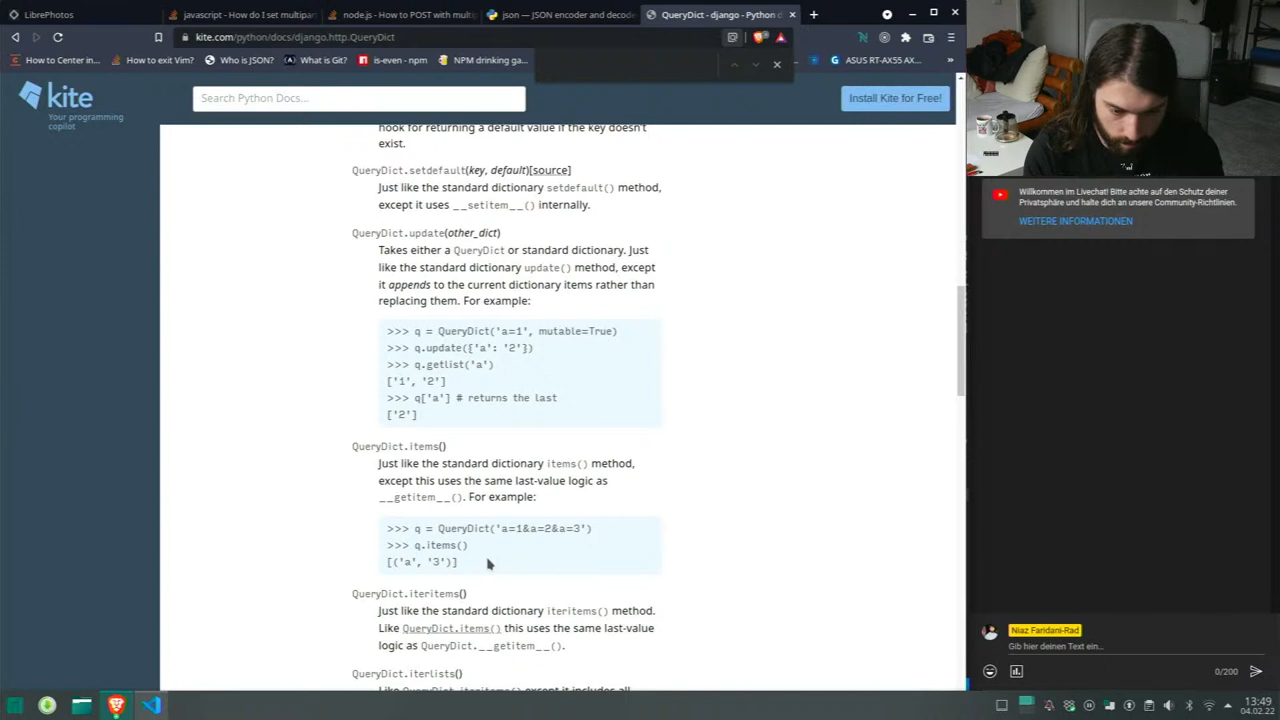 LibrePhotos
javascript - How do I set multipar
node.js - How to POST with multip
json — JSON encoder and decode
QueryDict - django - Python d
kite.com/python/docs/django.http.QueryDict
How to Center in...
How to exit Vim?
Who is JSON?
What is Git?
is-even - npm
NPM drinking ga...
ASUS RT-AX55 AX...
kite
Your programming
copilot
Search Python Docs...
Install Kite for Free!
hook for returning a default value if the key doesn't
exist.
QueryDict.setdefault(key, default)[source]
Just like the standard dictionary setdefault() method,
except it uses __setitem__() internally.
QueryDict.update(other_dict)
Takes either a QueryDict or standard dictionary. Just
like the standard dictionary update() method, except
it appends to the current dictionary items rather than
replacing them. For example:
>>> q = QueryDict('a=1', mutable=True)
>>> q.update({'a': '2'})
>>> q.getlist('a')
['1', '2']
>>> q['a'] # returns the last
['2']
QueryDict.items()
Just like the standard dictionary items() method,
except this uses the same last-value logic as
__getitem__(). For example:
>>> q = QueryDict('a=1&a=2&a=3')
>>> q.items()
[('a', '3')]
QueryDict.iteritems()
Just like the standard dictionary iteritems() method.
Like QueryDict.items() this uses the same last-value
logic as QueryDict.__getitem__().
QueryDict.iterlists()
Like QueryDict.iteritems() except it includes all
Willkommen im Livechat! Bitte achte auf den Schutz deiner
Privatsphäre und halte dich an unsere Community-Richtlinien.
WEITERE INFORMATIONEN
Niaz Faridani-Rad
Gib hier deinen Text ein...
0/200
13:49
04.02.22